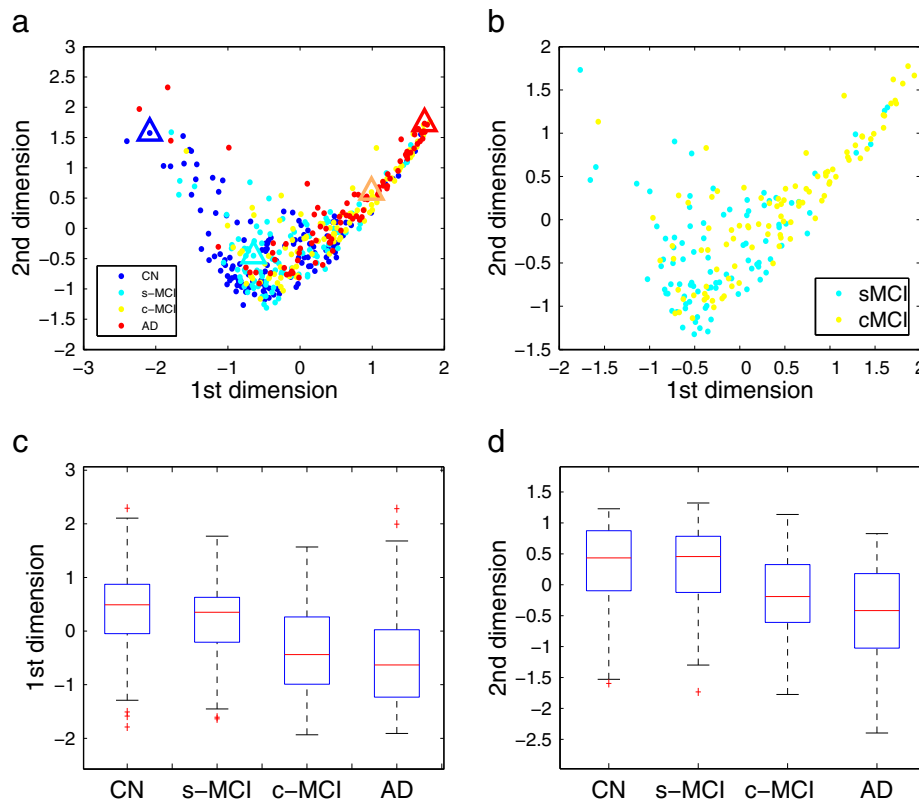 a
3
2.5
2
1.5
1
0.5
0
−0.5
−1
−1.5
−2
2nd dimension
CN
s−MCI
c−MCI
AD
−3 −2 −1 0 1 2
1st dimension
b
2
1.5
1
0.5
0
−0.5
−1
−1.5
2nd dimension
sMCI
cMCI
−2 −1.5 −1 −0.5 0 0.5 1 1.5 2
1st dimension
c
3
2
1
0
−1
−2
1st dimension
CN s−MCI c−MCI AD
d
1.5
1
0.5
0
−0.5
−1
−1.5
−2
−2.5
2nd dimension
CN s−MCI c−MCI AD